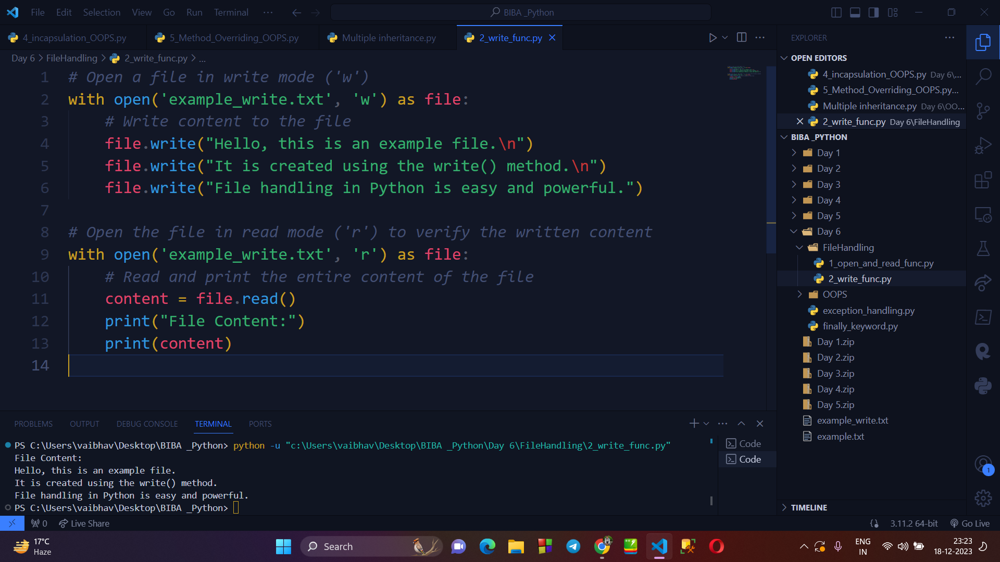 File Edit Selection View Go Run Terminal ··· BIBA _Python
4_incapsulation_OOPS.py 5_Method_Overriding_OOPS.py Multiple inheritance.py 2_write_func.py
Day 6 > FileHandling > 2_write_func.py > ...
1 # Open a file in write mode ('w')
2 with open('example_write.txt', 'w') as file:
3 # Write content to the file
4 file.write("Hello, this is an example file.\n")
5 file.write("It is created using the write() method.\n")
6 file.write("File handling in Python is easy and powerful.")
7
8 # Open the file in read mode ('r') to verify the written content
9 with open('example_write.txt', 'r') as file:
10 # Read and print the entire content of the file
11 content = file.read()
12 print("File Content:")
13 print(content)
14
PROBLEMS OUTPUT DEBUG CONSOLE TERMINAL PORTS
PS C:\Users\vaibhav\Desktop\BIBA _Python> python -u "c:\Users\vaibhav\Desktop\BIBA _Python\Day 6\FileHandling\2_write_func.py"
File Content:
Hello, this is an example file.
It is created using the write() method.
File handling in Python is easy and powerful.
PS C:\Users\vaibhav\Desktop\BIBA _Python>
Code
Code
EXPLORER
OPEN EDITORS
4_incapsulation_OOPS.py Day 6\...
5_Method_Overriding_OOPS.py...
Multiple inheritance.py Day 6\OO...
2_write_func.py Day 6\FileHandling
BIBA _PYTHON
Day 1
Day 2
Day 3
Day 4
Day 5
Day 6
FileHandling
1_open_and_read_func.py
2_write_func.py
OOPS
exception_handling.py
finally_keyword.py
Day 1.zip
Day 2.zip
Day 3.zip
Day 4.zip
Day 5.zip
example_write.txt
example.txt
TIMELINE
1
0 Live Share 3.11.2 64-bit Go Live
17°C
Haze
Search
ENG
IN
23:23
18-12-2023